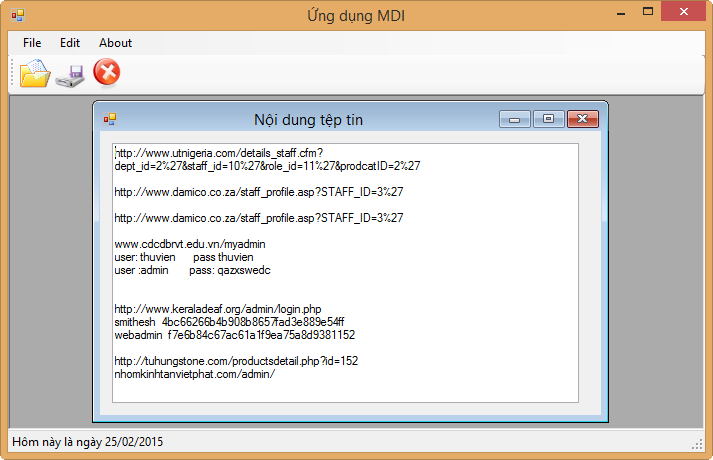 Ứng dụng MDI
File Edit About
Nội dung tệp tin
http://www.utnigeria.com/details_staff.cfm?
dept_id=2%27&staff_id=10%27&role_id=11%27&prodcatID=2%27
http://www.damico.co.za/staff_profile.asp?STAFF_ID=3%27
http://www.damico.co.za/staff_profile.asp?STAFF_ID=3%27
www.cdcdbrvt.edu.vn/myadmin
user: thuvien pass thuvien
user :admin pass: qazxswedc
http://www.keraladeaf.org/admin/login.php
smithesh 4bc66266b4b908b8657fad3e889e54ff
webadmin f7e6b84c67ac61a1f9ea75a8d9381152
http://tuhungstone.com/productsdetail.php?id=152
nhomkinhtanvietphat.com/admin/
Hôm này là ngày 25/02/2015